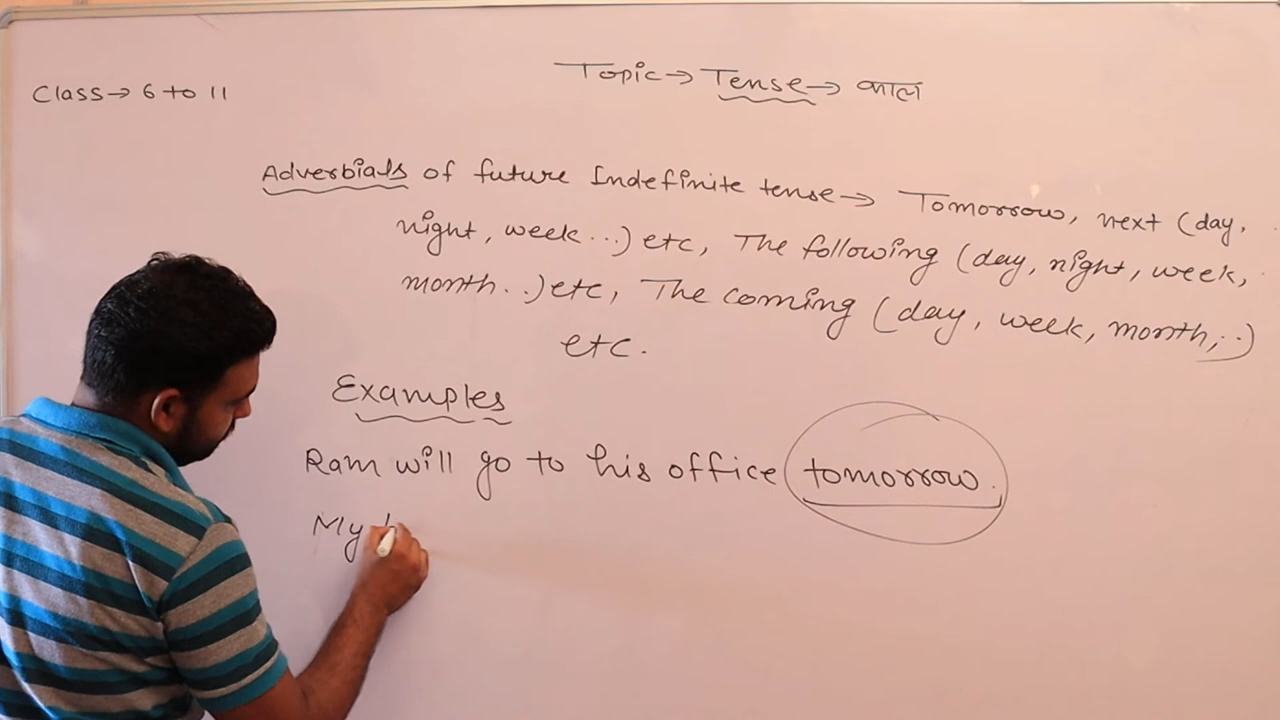 Class→ 6 to 11
Topic→ Tense→ काल
Adverbials of future Indefinite tense→ Tomorrow, next (day,
night, week...) etc, The following (day, night, week,
month..) etc, The coming (day, week, month,..)
etc.
Examples
Ram will go to his office tomorrow.
My